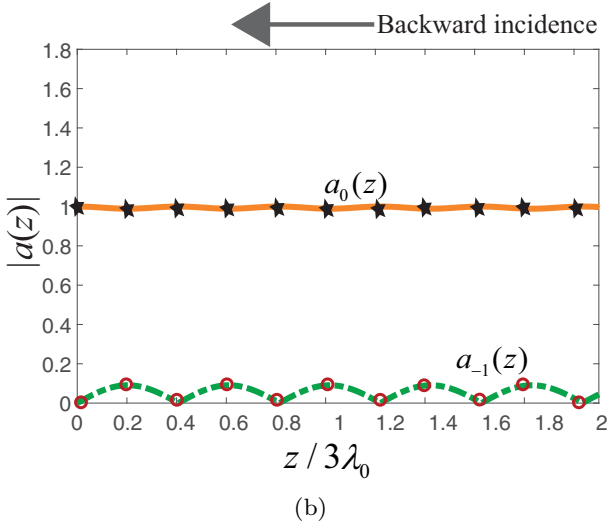 Backward incidence
1.8
1.6
1.4
1.2
1
0.8
0.6
0.4
0.2
0
|a(z)|
a₀(z)
a₋₁(z)
0 0.2 0.4 0.6 0.8 1 1.2 1.4 1.6 1.8 2
z / 3λ₀
(b)